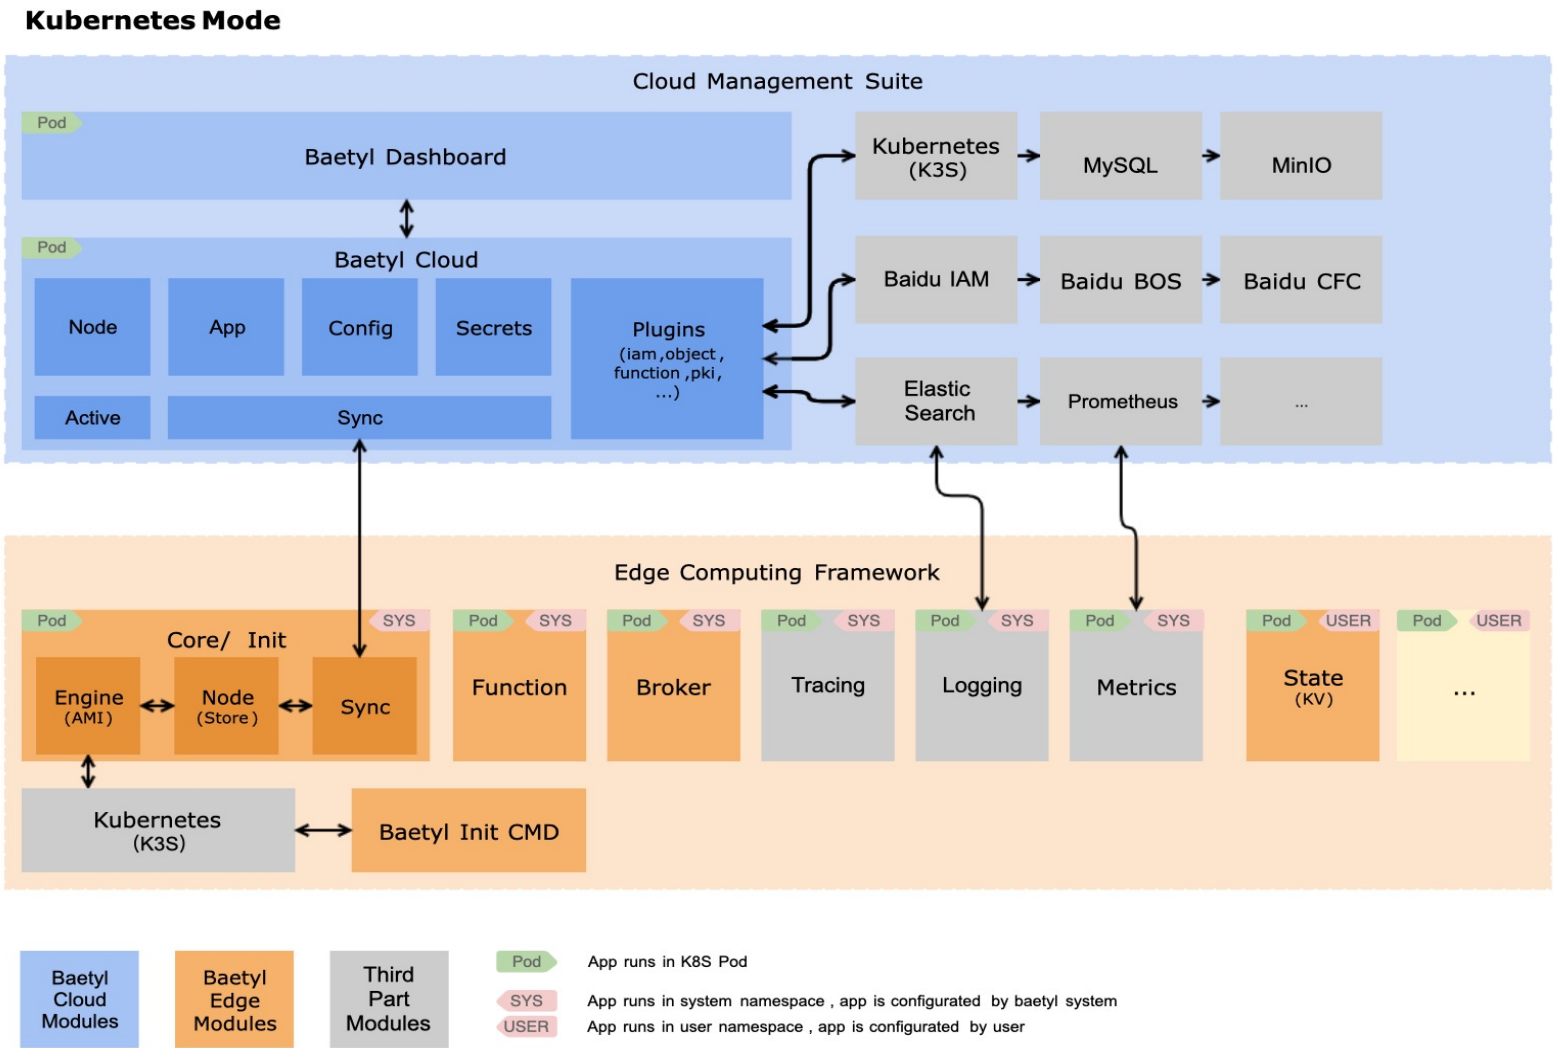 Kubernetes Mode
Cloud Management Suite
Pod
Baetyl Dashboard
Kubernetes
(K3S)
MySQL
MinIO
Pod
Baetyl Cloud
Node
App
Config
Secrets
Plugins
(iam,object,
function,pki,
...)
Active
Sync
Baidu IAM
Baidu BOS
Baidu CFC
Elastic
Search
Prometheus
...
Edge Computing Framework
Pod
SYS
Core/ Init
Engine
(AMI)
Node
(Store)
Sync
Pod
SYS
Function
Pod
SYS
Broker
Pod
SYS
Tracing
Pod
SYS
Logging
Pod
SYS
Metrics
Pod
USER
State
(KV)
Pod
USER
...
Kubernetes
(K3S)
Baetyl Init CMD
Baetyl
Cloud
Modules
Baetyl
Edge
Modules
Third
Part
Modules
Pod
App runs in K8S Pod
SYS
App runs in system namespace , app is configurated by baetyl system
USER
App runs in user namespace , app is configurated by user